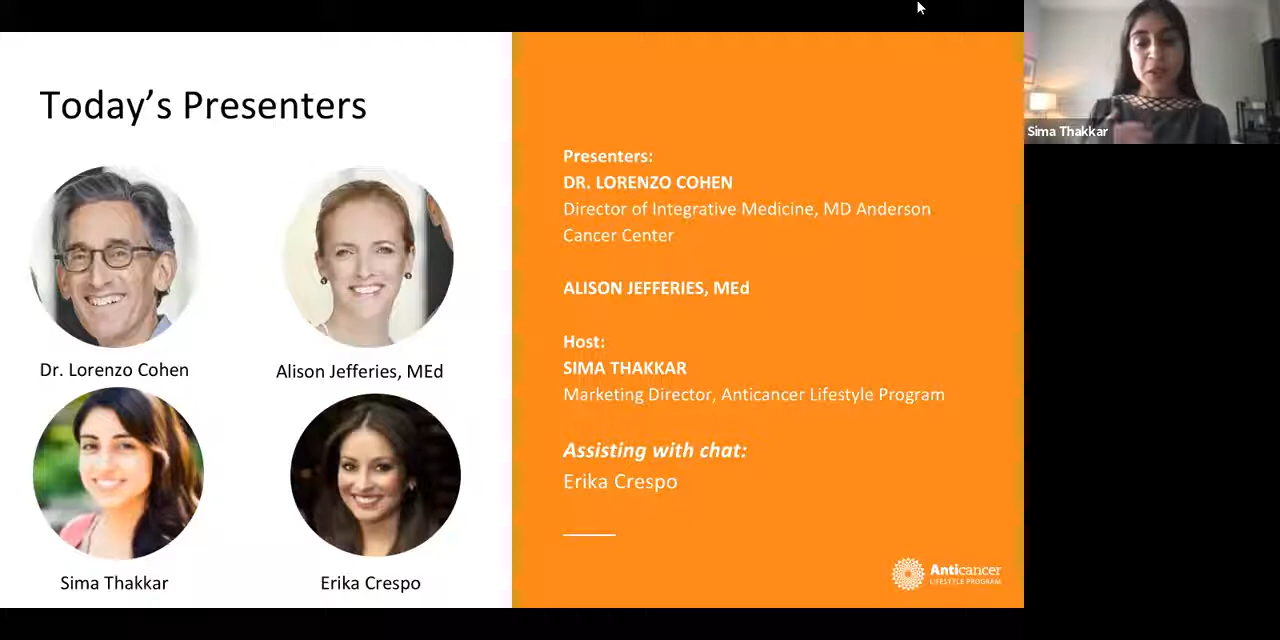 Today's Presenters
Dr. Lorenzo Cohen
Alison Jefferies, MEd
Sima Thakkar
Erika Crespo
Presenters:
DR. LORENZO COHEN
Director of Integrative Medicine, MD Anderson
Cancer Center
ALISON JEFFERIES, MEd
Host:
SIMA THAKKAR
Marketing Director, Anticancer Lifestyle Program
Assisting with chat:
Erika Crespo
Anticancer
LIFESTYLE PROGRAM
Sima Thakkar